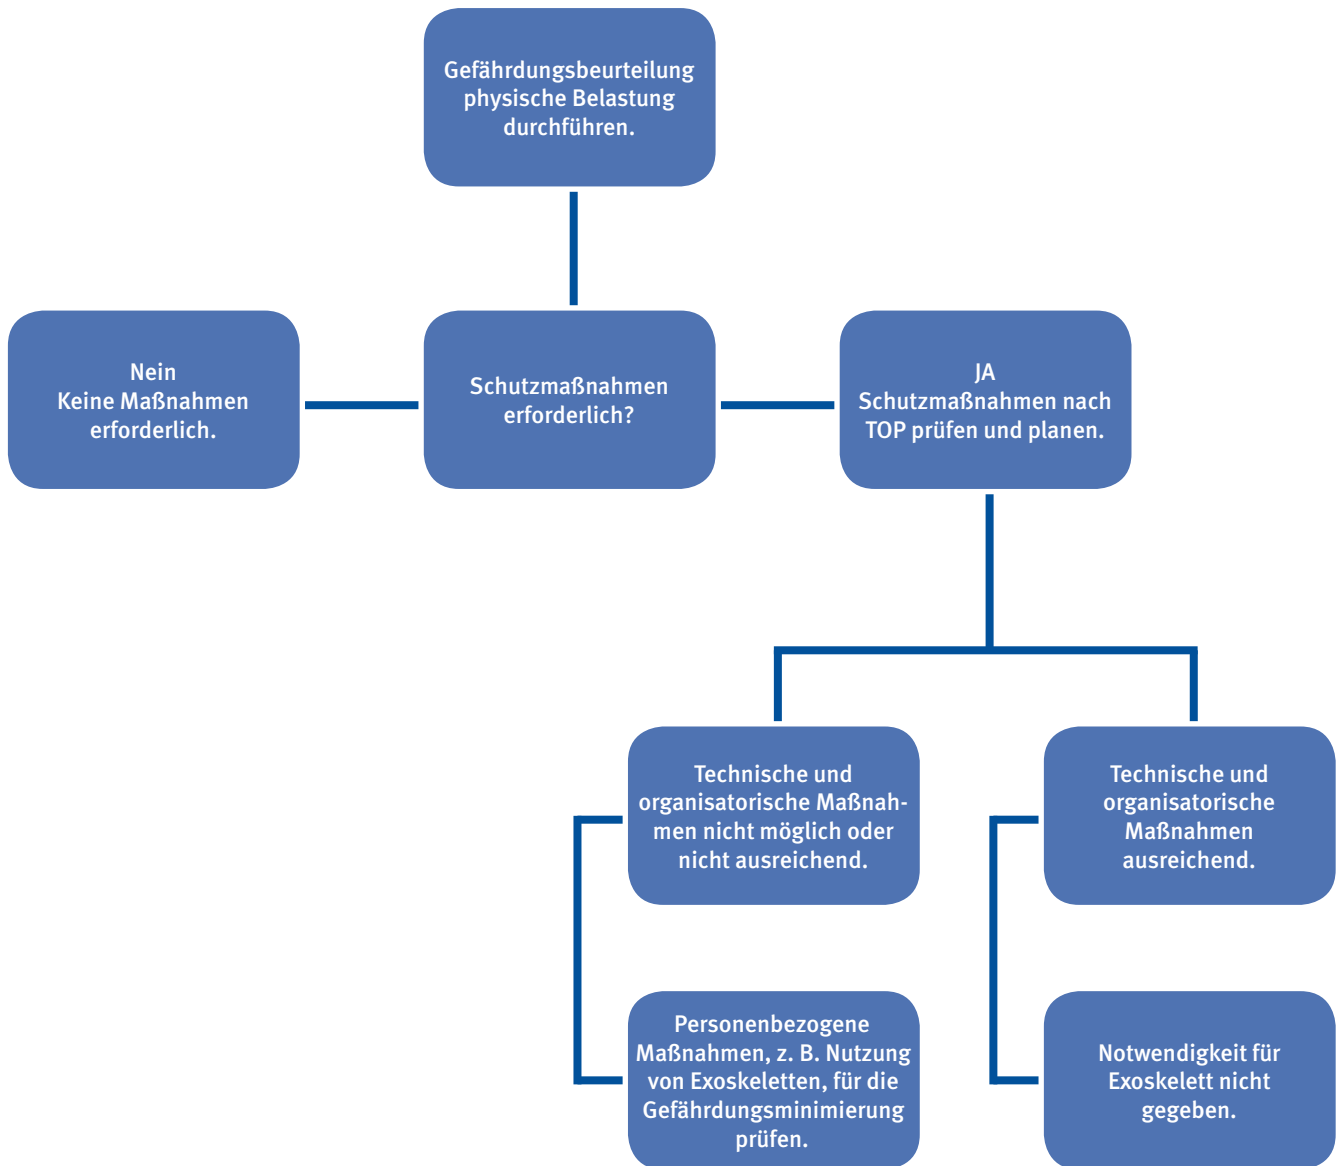 Gefährdungsbeurteilung
physische Belastung
durchführen.
Nein
Keine Maßnahmen
erforderlich.
Schutzmaßnahmen
erforderlich?
JA
Schutzmaßnahmen nach
TOP prüfen und planen.
Technische und
organisatorische Maßnah-
men nicht möglich oder
nicht ausreichend.
Technische und
organisatorische
Maßnahmen
ausreichend.
Personenbezogene
Maßnahmen, z. B. Nutzung
von Exoskeletten, für die
Gefährdungsminimierung
prüfen.
Notwendigkeit für
Exoskelett nicht
gegeben.